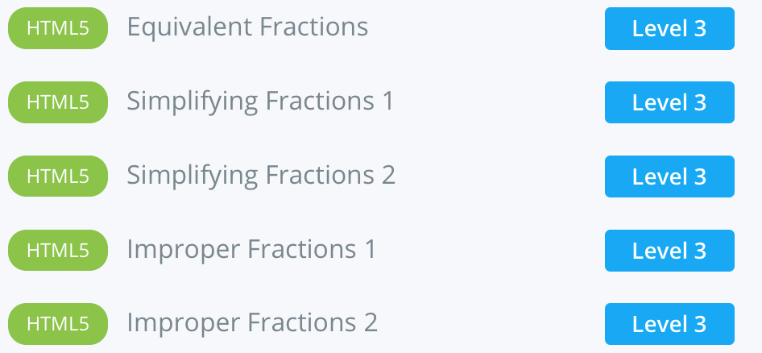 HTML5 Equivalent Fractions Level 3
HTML5 Simplifying Fractions 1 Level 3
HTML5 Simplifying Fractions 2 Level 3
HTML5 Improper Fractions 1 Level 3
HTML5 Improper Fractions 2 Level 3